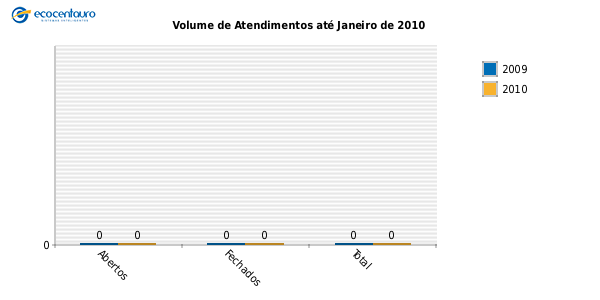 ecocentauro
Volume de Atendimentos até Janeiro de 2010
2009
2010
0 0 0 0 0 0
0
Abertos Fechados Total